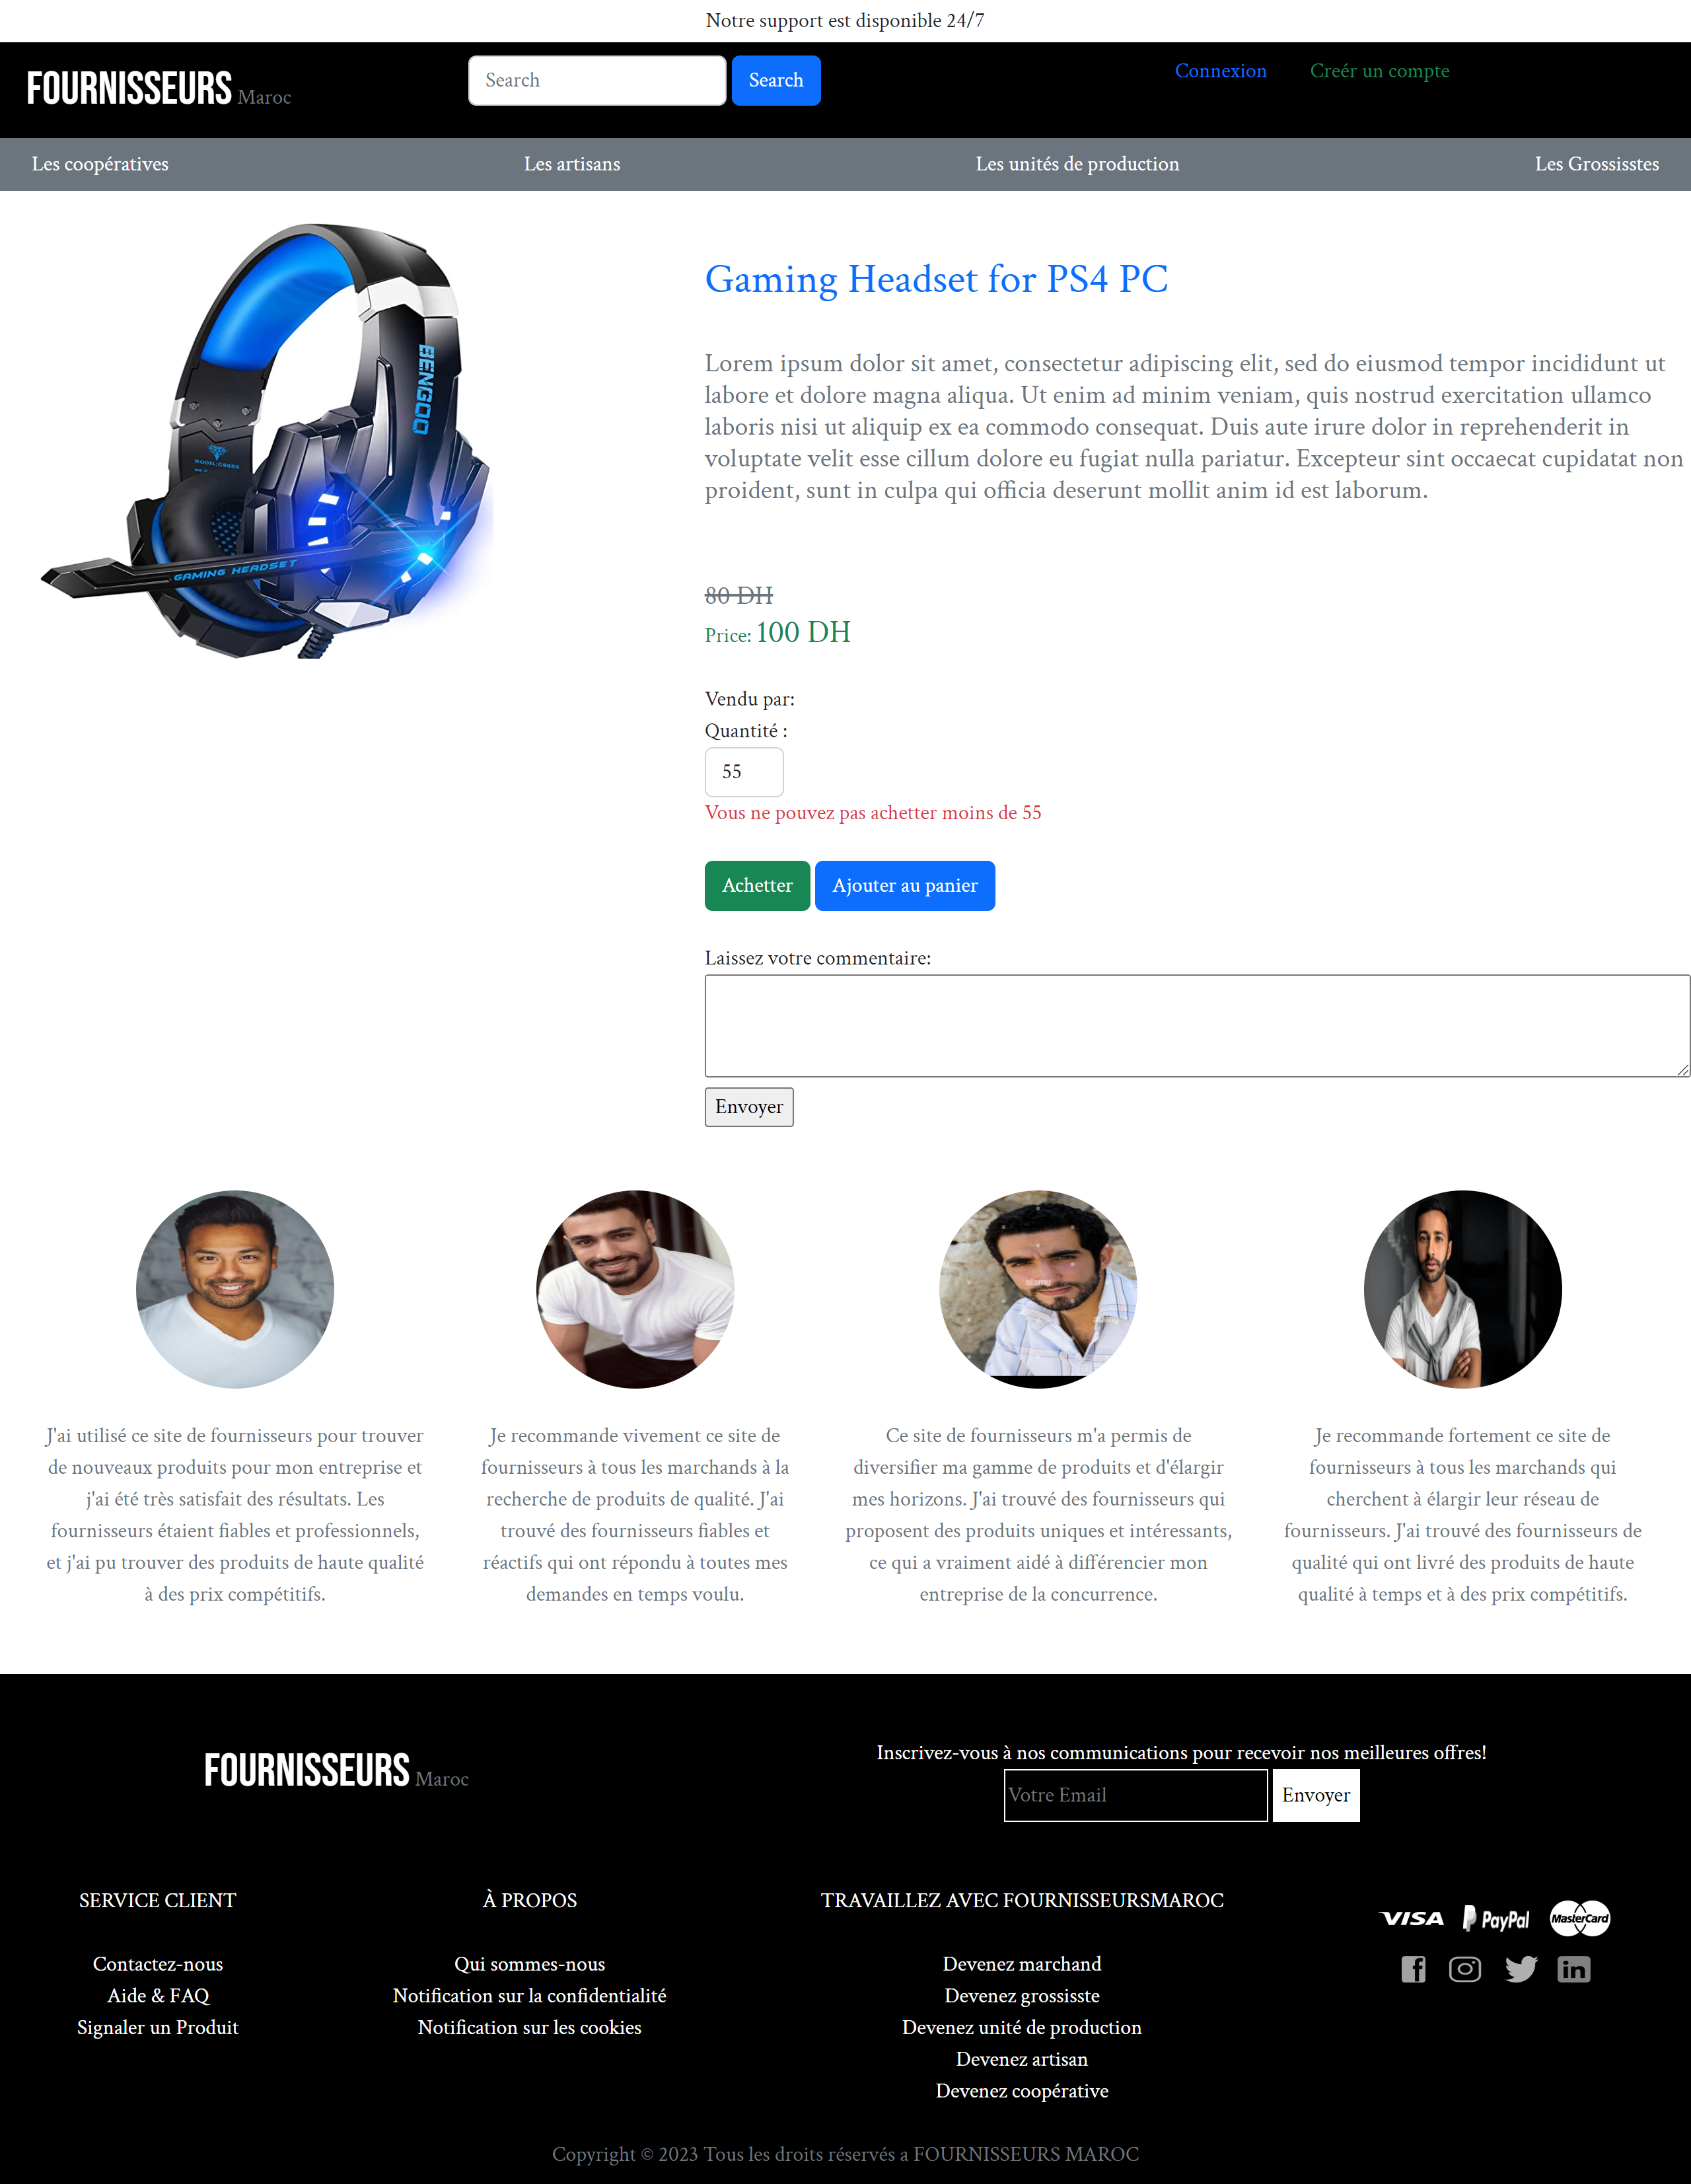 Notre support est disponible 24/7
FOURNISSEURS Maroc
Search
Search
Connexion
Creér un compte
Les coopératives
Les artisans
Les unités de production
Les Grossisstes
BENGOO
GAMING HEADSET
Gaming Headset for PS4 PC
Lorem ipsum dolor sit amet, consectetur adipiscing elit, sed do eiusmod tempor incididunt ut
labore et dolore magna aliqua. Ut enim ad minim veniam, quis nostrud exercitation ullamco
laboris nisi ut aliquip ex ea commodo consequat. Duis aute irure dolor in reprehenderit in
voluptate velit esse cillum dolore eu fugiat nulla pariatur. Excepteur sint occaecat cupidatat non
proident, sunt in culpa qui officia deserunt mollit anim id est laborum.
80 DH
Price: 100 DH
Vendu par:
Quantité :
55
Vous ne pouvez pas achetter moins de 55
Achetter
Ajouter au panier
Laissez votre commentaire:
Envoyer
alamy
J'ai utilisé ce site de fournisseurs pour trouver
de nouveaux produits pour mon entreprise et
j'ai été très satisfait des résultats. Les
fournisseurs étaient fiables et professionnels,
et j'ai pu trouver des produits de haute qualité
à des prix compétitifs.
Je recommande vivement ce site de
fournisseurs à tous les marchands à la
recherche de produits de qualité. J'ai
trouvé des fournisseurs fiables et
réactifs qui ont répondu à toutes mes
demandes en temps voulu.
Ce site de fournisseurs m'a permis de
diversifier ma gamme de produits et d'élargir
mes horizons. J'ai trouvé des fournisseurs qui
proposent des produits uniques et intéressants,
ce qui a vraiment aidé à différencier mon
entreprise de la concurrence.
Je recommande fortement ce site de
fournisseurs à tous les marchands qui
cherchent à élargir leur réseau de
fournisseurs. J'ai trouvé des fournisseurs de
qualité qui ont livré des produits de haute
qualité à temps et à des prix compétitifs.
FOURNISSEURS Maroc
Inscrivez-vous à nos communications pour recevoir nos meilleures offres!
Votre Email
Envoyer
SERVICE CLIENT
Contactez-nous
Aide & FAQ
Signaler un Produit
À PROPOS
Qui sommes-nous
Notification sur la confidentialité
Notification sur les cookies
TRAVAILLEZ AVEC FOURNISSEURSMAROC
Devenez marchand
Devenez grossisste
Devenez unité de production
Devenez artisan
Devenez coopérative
VISA PayPal MasterCard
Copyright © 2023 Tous les droits réservés a FOURNISSEURS MAROC